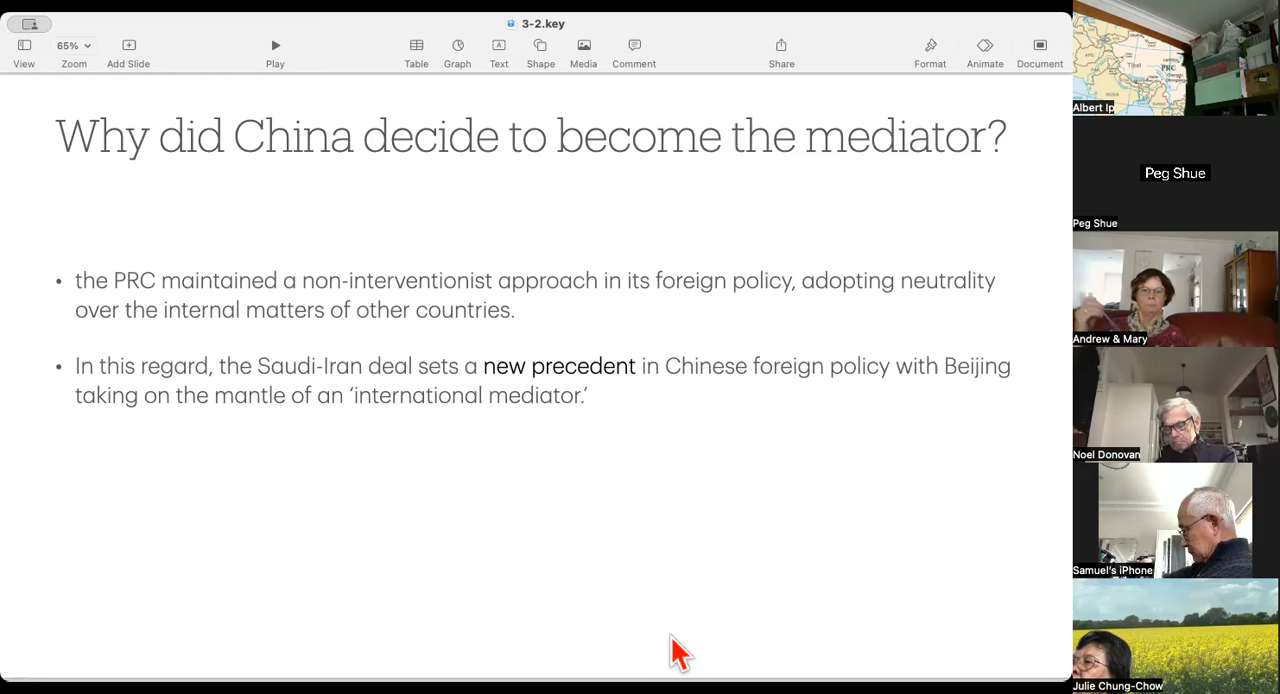 3-2.key
View
65%
Zoom
Add Slide
Play
Table
Graph
Text
Shape
Media
Comment
Share
Format
Animate
Document
Why did China decide to become the mediator?
• the PRC maintained a non-interventionist approach in its foreign policy, adopting neutrality
over the internal matters of other countries.
• In this regard, the Saudi-Iran deal sets a new precedent in Chinese foreign policy with Beijing
taking on the mantle of an ‘international mediator.’
PRC
Albert Ip
Peg Shue
Peg Shue
Andrew & Mary
Noel Donovan
Samuel's iPhone
Julie Chung-Chow